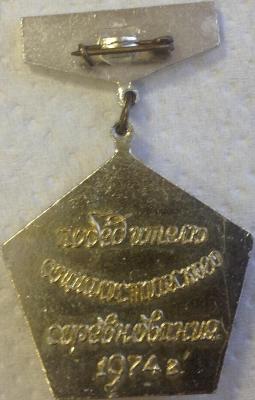 победителю
социалистического
соревнования
1974 г.